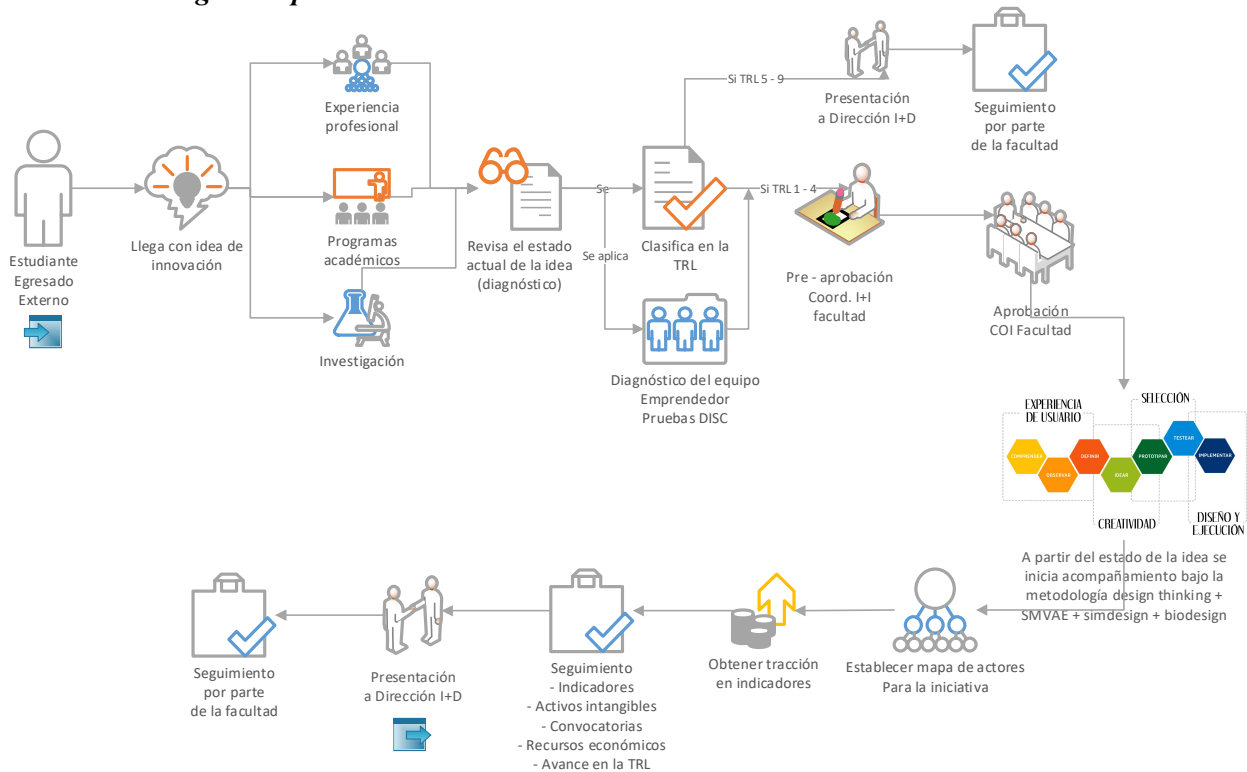 Experiencia
profesional
Si TRL 5 - 9
Presentación
a Dirección I+D
Seguimiento
por parte
de la facultad
Estudiante
Egresado
Externo
Llega con idea de
innovación
Programas
académicos
Investigación
Revisa el estado
actual de la idea
(diagnóstico)
Se
Se aplica
Clasifica en la
TRL
Diagnóstico del equipo
Emprendedor
Pruebas DISC
Si TRL 1 - 4
Pre - aprobación
Coord. I+I
facultad
Aprobación
COI Facultad
EXPERIENCIA
DE USUARIO
SELECCIÓN
COMPRENDER
OBSERVAR
DEFINIR
IDEAR
PROTOTIPAR
TESTEAR
IMPLEMENTAR
CREATIVIDAD
DISEÑO Y
EJECUCIÓN
A partir del estado de la idea se
inicia acompañamiento bajo la
metodología design thinking +
SMVAE + simdesign + biodesign
Establecer mapa de actores
Para la iniciativa
Obtener tracción
en indicadores
Seguimiento
- Indicadores
- Activos intangibles
- Convocatorias
- Recursos económicos
- Avance en la TRL
Presentación
a Dirección I+D
Seguimiento
por parte
de la facultad